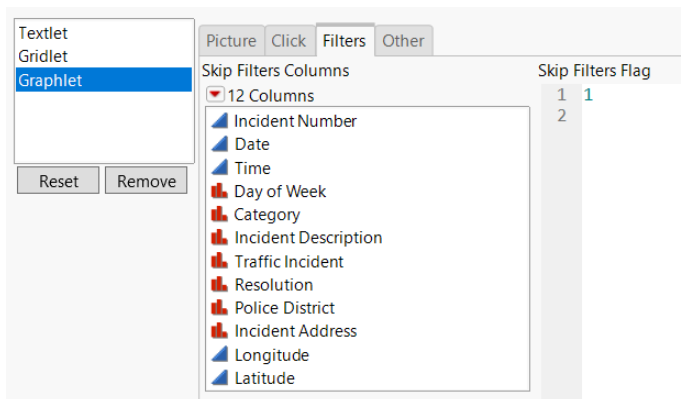 Textlet
Gridlet
Graphlet
Reset Remove
Picture Click Filters Other
Skip Filters Columns
12 Columns
Incident Number
Date
Time
Day of Week
Category
Incident Description
Traffic Incident
Resolution
Police District
Incident Address
Longitude
Latitude
Skip Filters Flag
1 1
2